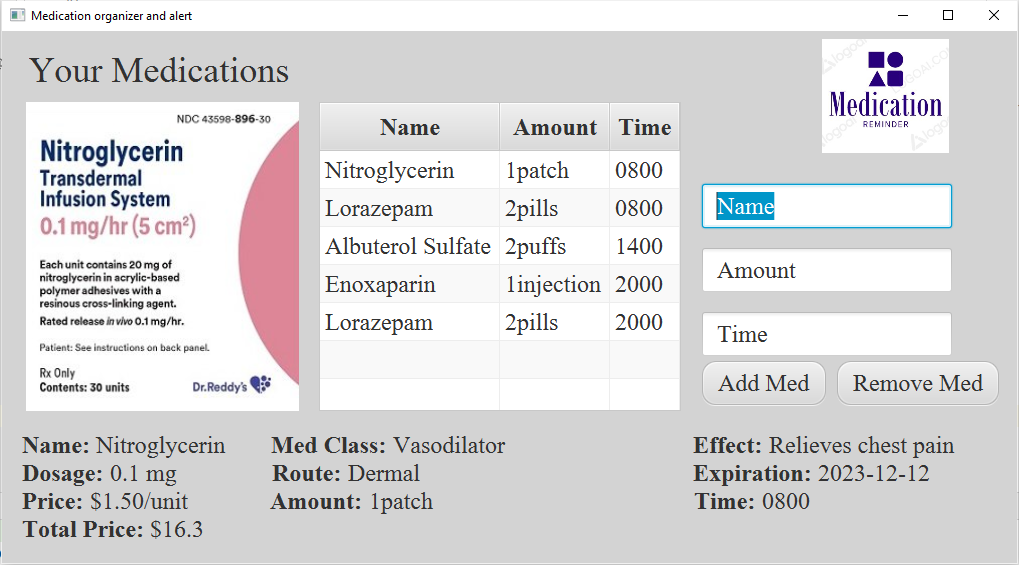 Medication organizer and alert
Your Medications
NDC 43598-896-30
Nitroglycerin
Transdermal
Infusion System
0.1 mg/hr (5 cm²)
Each unit contains 20 mg of
nitroglycerin in acrylic-based
polymer adhesives with a
resinous cross-linking agent.
Rated release in vivo 0.1 mg/hr.
Patient: See instructions on back panel.
Rx Only
Contents: 30 units
Dr.Reddy's
Name Amount Time
Nitroglycerin 1patch 0800
Lorazepam 2pills 0800
Albuterol Sulfate 2puffs 1400
Enoxaparin 1injection 2000
Lorazepam 2pills 2000
Medication
REMINDER
Name
Amount
Time
Add Med Remove Med
Name: Nitroglycerin Med Class: Vasodilator Effect: Relieves chest pain
Dosage: 0.1 mg Route: Dermal Expiration: 2023-12-12
Price: $1.50/unit Amount: 1patch Time: 0800
Total Price: $16.3